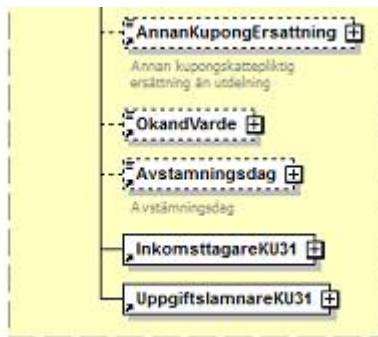 AnnanKupongErsattning
Annan kupongskattepliktig
ersättning än utdelning
OkandVarde
Avstamningsdag
Avstämningsdag
InkomsttagareKU31
UppgiftslamnareKU31